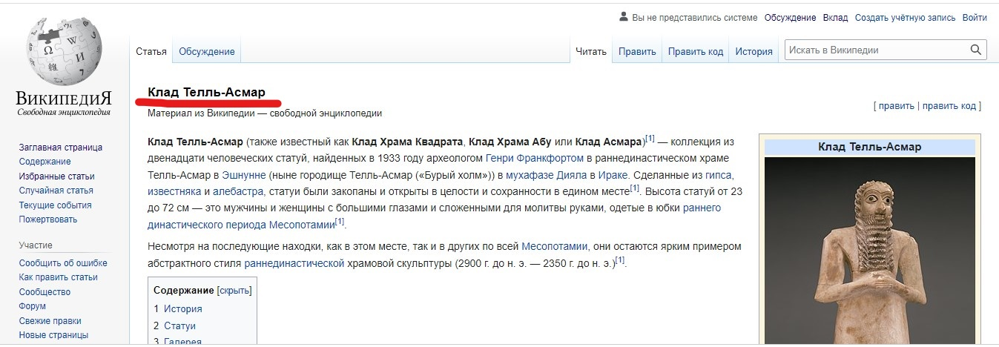 Вы не представились системе Обсуждение Вклад Создать учётную запись Войти
ВикипедиЯ
Свободная энциклопедия
Статья Обсуждение Читать Править Править код История Искать в Википедии
Клад Телль-Асмар
Материал из Википедии — свободной энциклопедии
[ править | править код ]
Клад Телль-Асмар (также известный как Клад Храма Квадрата, Клад Храма Абу или Клад Асмара)[1] — коллекция из
двенадцати человеческих статуй, найденных в 1933 году археологом Генри Франкфортом в раннединастическом храме
Телль-Асмар в Эшнунне (ныне городище Телль-Асмар («Бурый холм»)) в мухафазе Дияла в Ираке. Сделанные из гипса,
известняка и алебастра, статуи были закопаны и открыты в целости и сохранности в едином месте[1]. Высота статуй от 23
до 72 см — это мужчины и женщины с большими глазами и сложенными для молитвы руками, одетые в юбки раннего
династического периода Месопотамии[1].
Несмотря на последующие находки, как в этом месте, так и в других по всей Месопотамии, они остаются ярким примером
абстрактного стиля раннединастической храмовой скульптуры (2900 г. до н. э. — 2350 г. до н. э.)[1].
Содержание [скрыть]
1 История
2 Статуи
3 Галерея
Клад Телль-Асмар
Заглавная страница
Содержание
Избранные статьи
Случайная статья
Текущие события
Пожертвовать
Участие
Сообщить об ошибке
Как править статьи
Сообщество
Форум
Свежие правки
Новые страницы